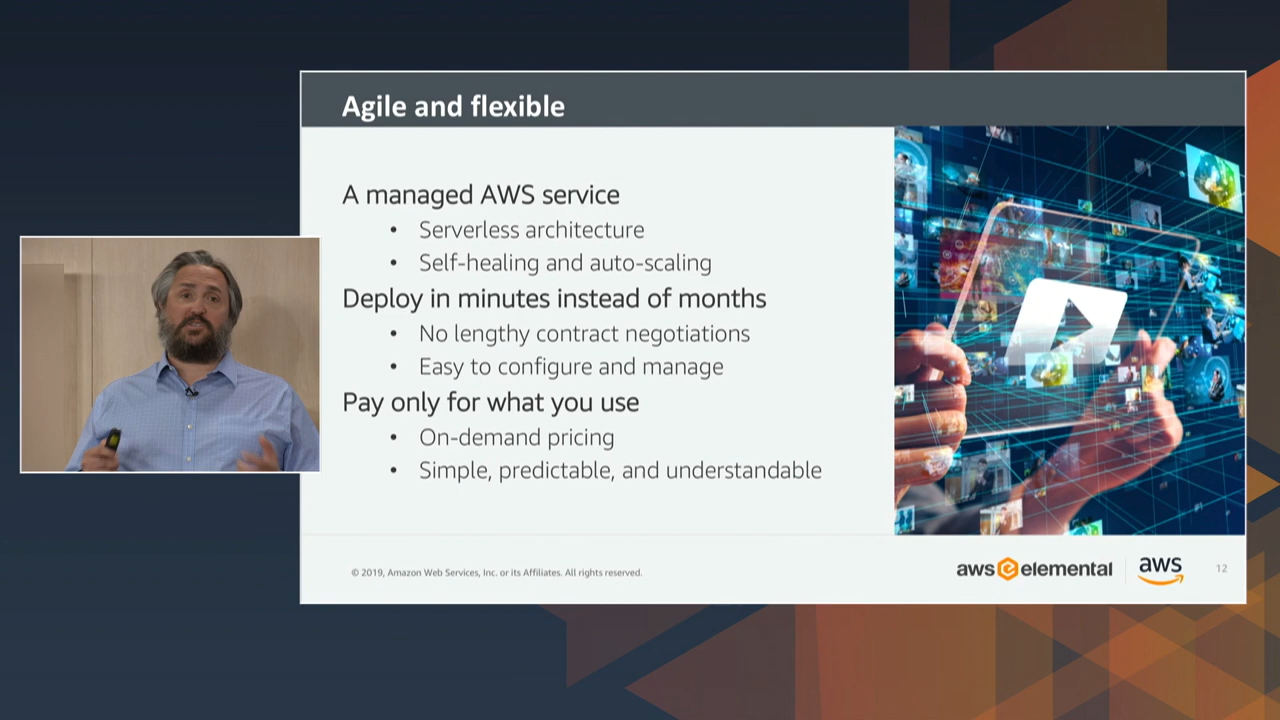 Agile and flexible
A managed AWS service
• Serverless architecture
• Self-healing and auto-scaling
Deploy in minutes instead of months
• No lengthy contract negotiations
• Easy to configure and manage
Pay only for what you use
• On-demand pricing
• Simple, predictable, and understandable
© 2019, Amazon Web Services, Inc. or its Affiliates. All rights reserved.
aws e elemental
aws
12